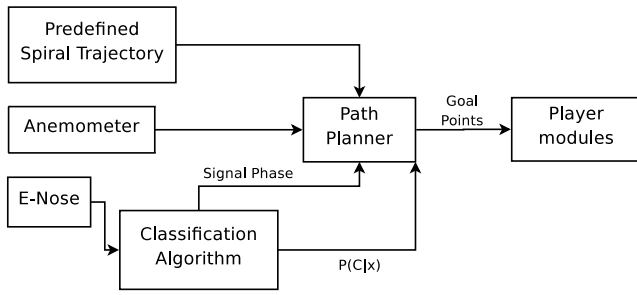 Predefined
Spiral Trajectory
Anemometer
Path
Planner
Goal
Points
Player
modules
Signal Phase
E-Nose
Classification
Algorithm
P(C|x)